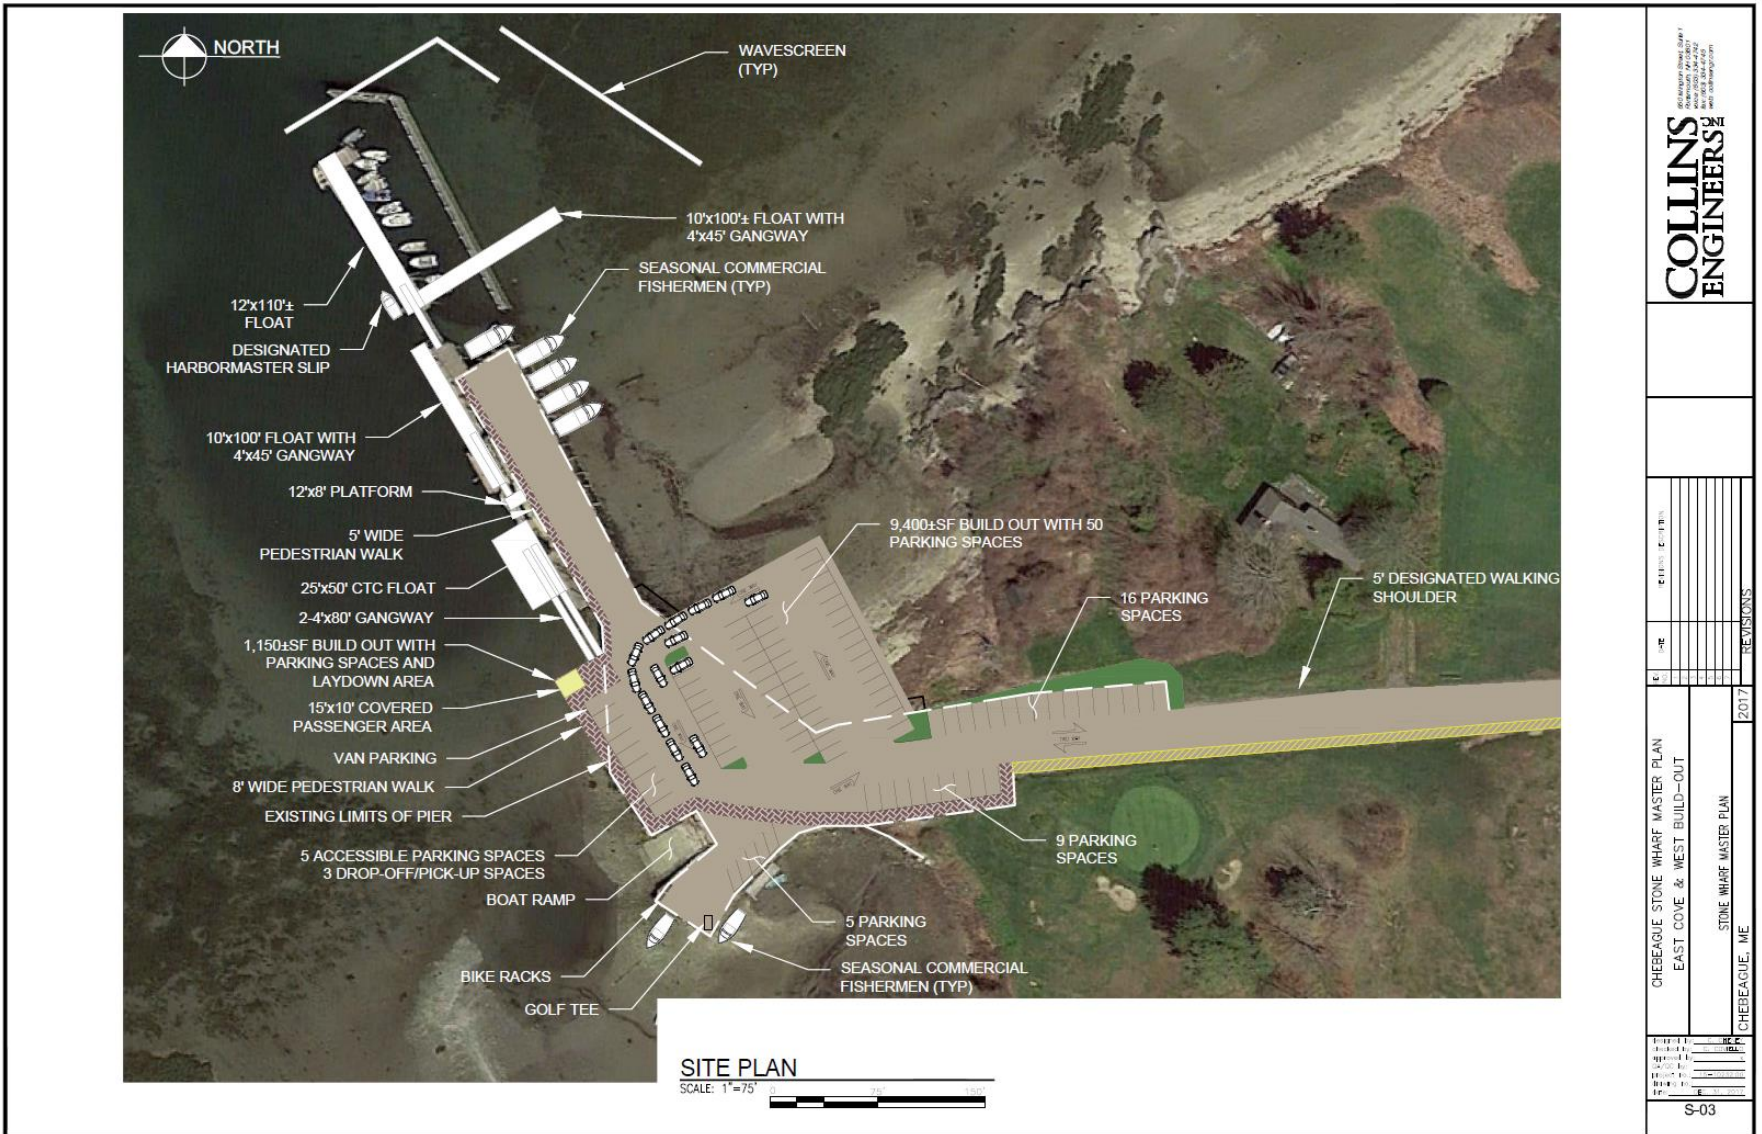 NORTH
WAVESCREEN
(TYP)
10'x100'± FLOAT WITH
4'x45' GANGWAY
SEASONAL COMMERCIAL
FISHERMEN (TYP)
12'x110'±
FLOAT
DESIGNATED
HARBORMASTER SLIP
10'x100' FLOAT WITH
4'x45' GANGWAY
12'x8' PLATFORM
5' WIDE
PEDESTRIAN WALK
25'x50' CTC FLOAT
2-4'x80' GANGWAY
1,150±SF BUILD OUT WITH
PARKING SPACES AND
LAYDOWN AREA
15'x10' COVERED
PASSENGER AREA
VAN PARKING
8' WIDE PEDESTRIAN WALK
EXISTING LIMITS OF PIER
5 ACCESSIBLE PARKING SPACES
3 DROP-OFF/PICK-UP SPACES
BOAT RAMP
BIKE RACKS
GOLF TEE
9,400±SF BUILD OUT WITH 50
PARKING SPACES
16 PARKING
SPACES
5' DESIGNATED WALKING
SHOULDER
9 PARKING
SPACES
5 PARKING
SPACES
SEASONAL COMMERCIAL
FISHERMEN (TYP)
SITE PLAN
SCALE: 1"=75'
0 75' 150'
COLLINS
ENGINEERS INC
REVISIONS
CHEBEAGUE STONE WHARF MASTER PLAN
EAST COVE & WEST BUILD-OUT
STONE WHARF MASTER PLAN
CHEBEAGUE, ME
2017
S-03